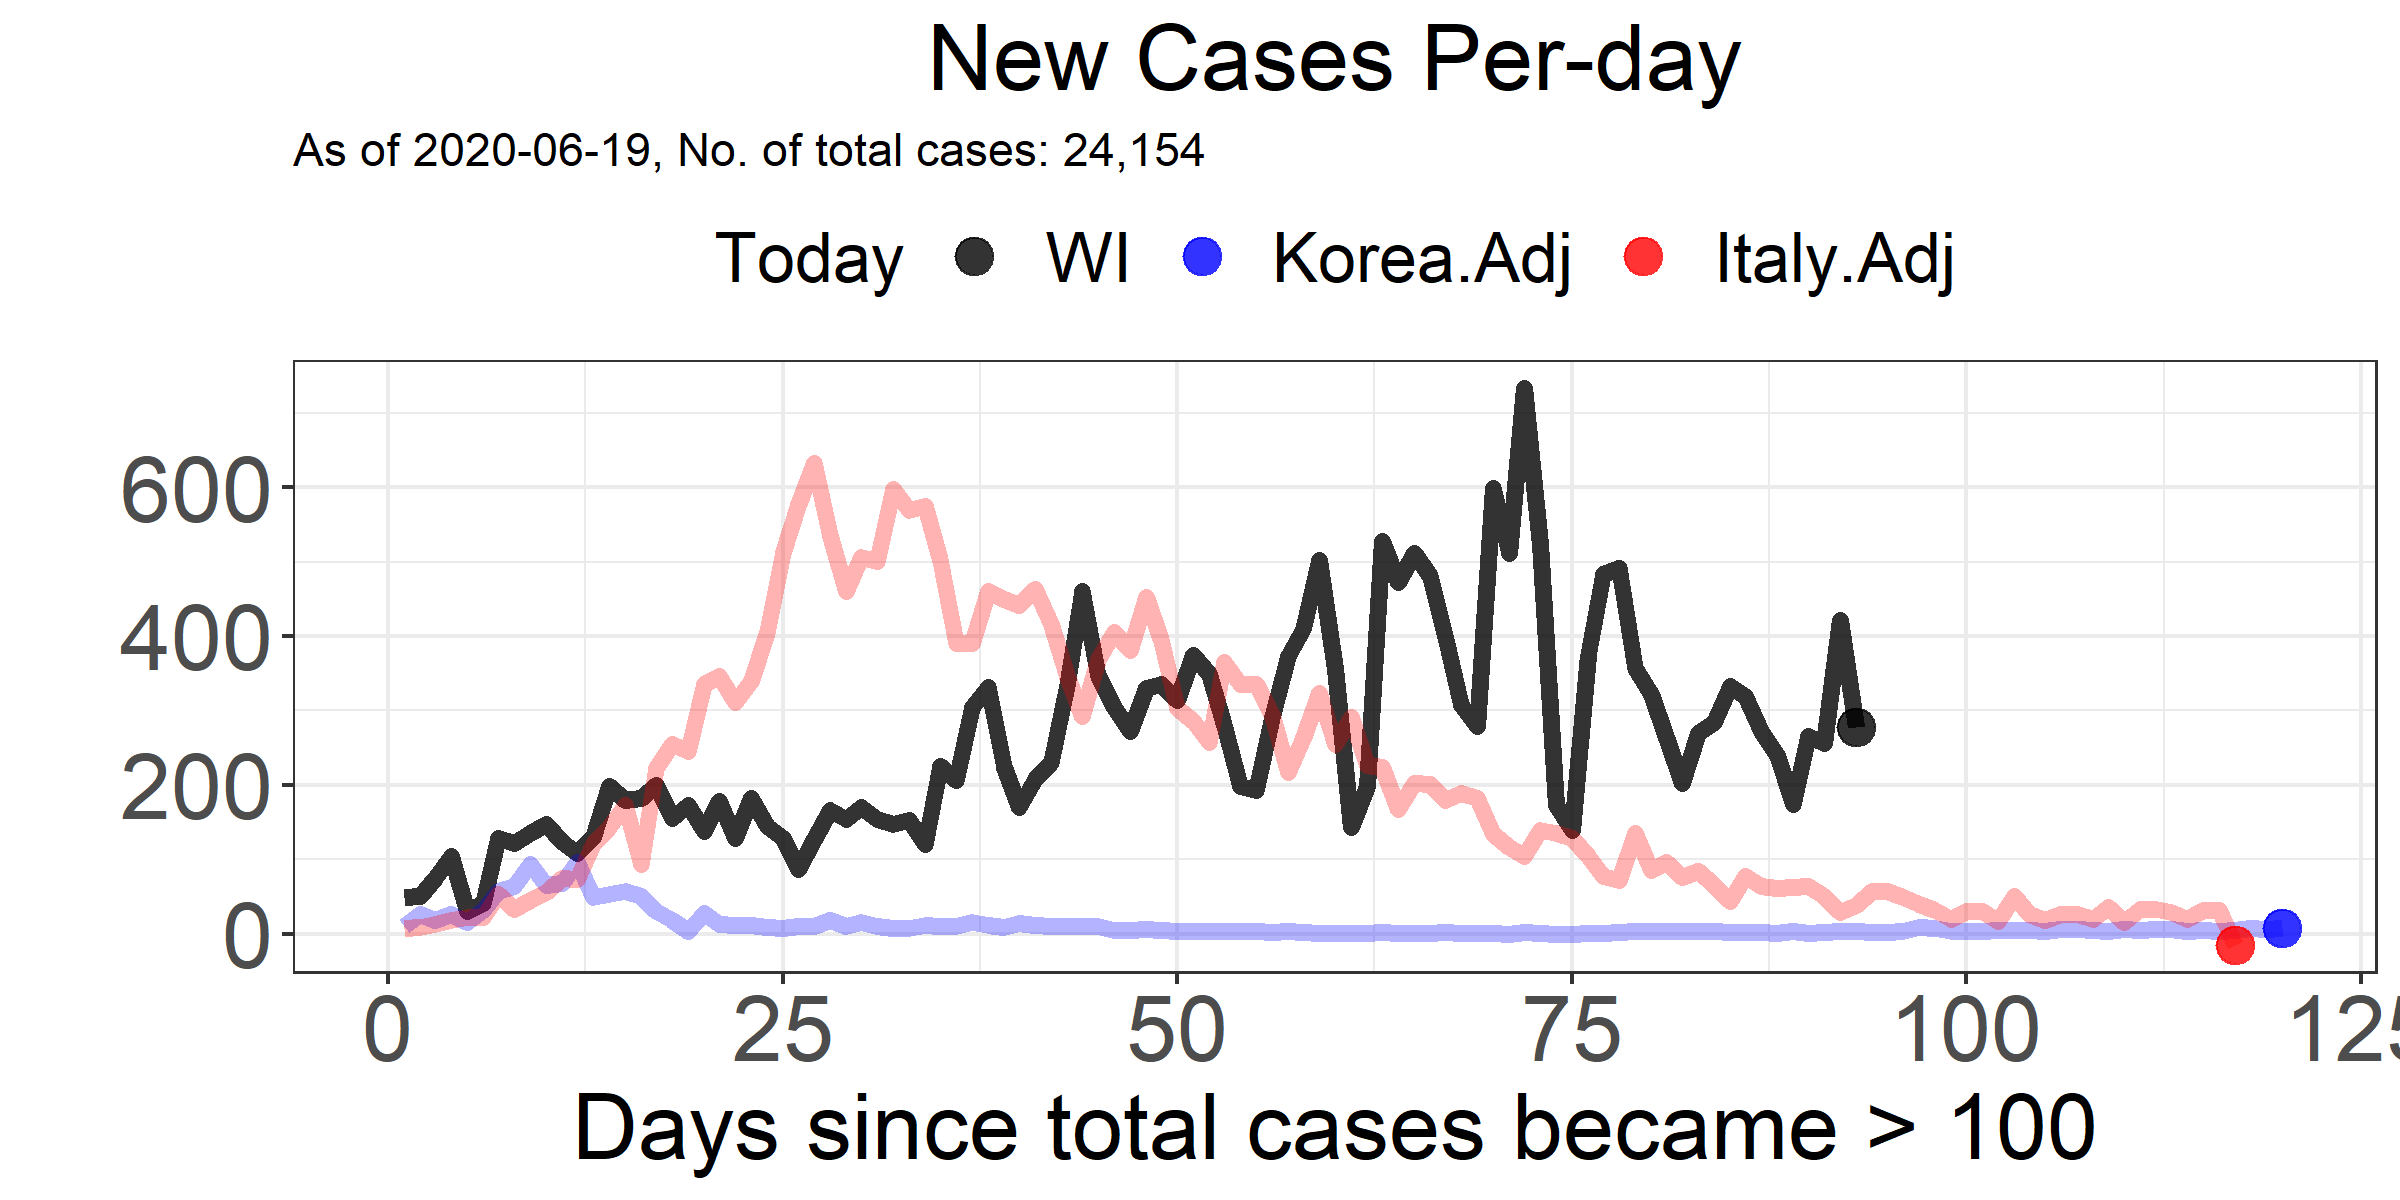 New Cases Per-day
As of 2020-06-19, No. of total cases: 24,154
Today WI Korea.Adj Italy.Adj
600
400
200
0
0 25 50 75 100 125
Days since total cases became > 100